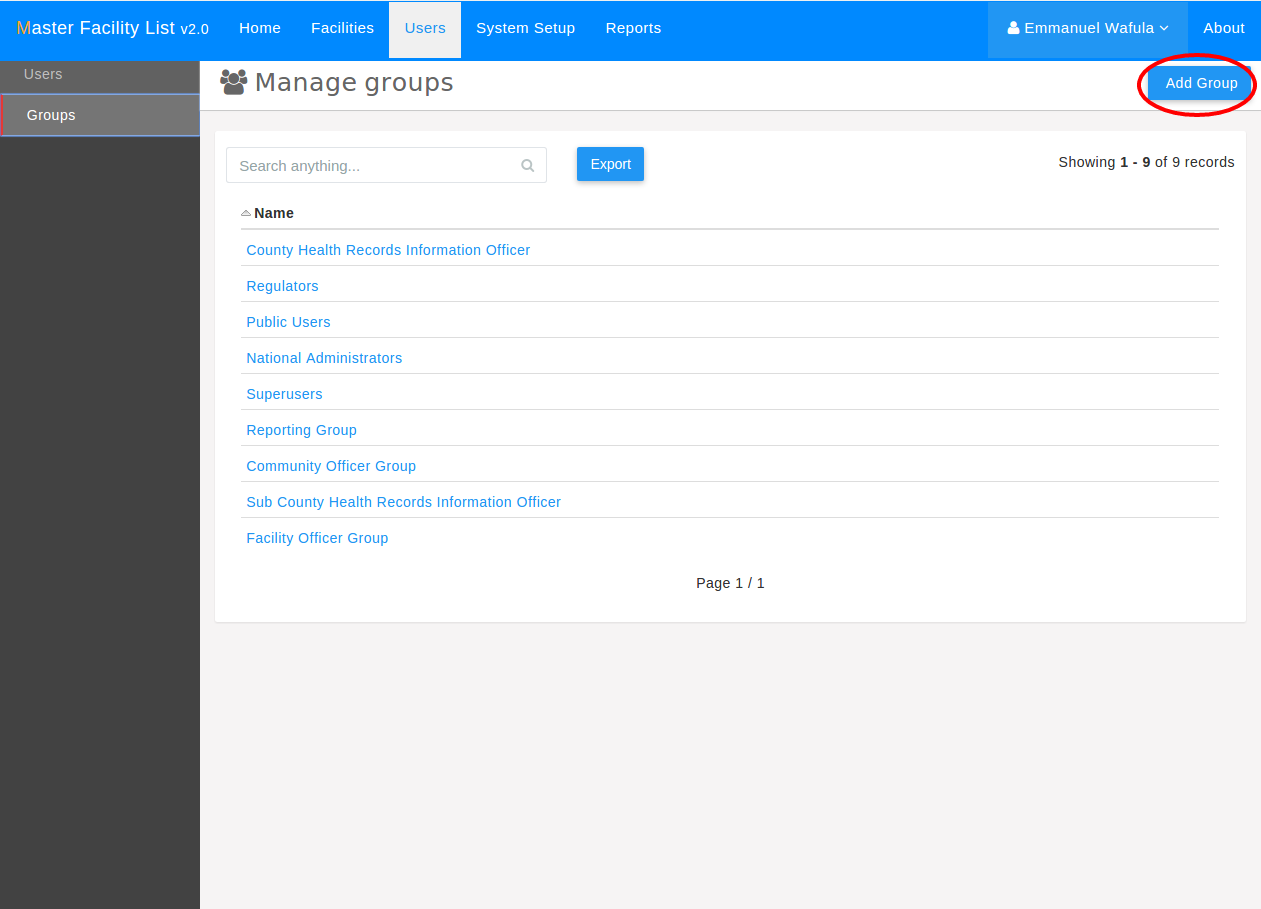 Master Facility List v2.0 Home Facilities Users System Setup Reports Emmanuel Wafula About
Users
Groups
Manage groups
Add Group
Search anything...
Export
Showing 1 - 9 of 9 records
Name
County Health Records Information Officer
Regulators
Public Users
National Administrators
Superusers
Reporting Group
Community Officer Group
Sub County Health Records Information Officer
Facility Officer Group
Page 1 / 1